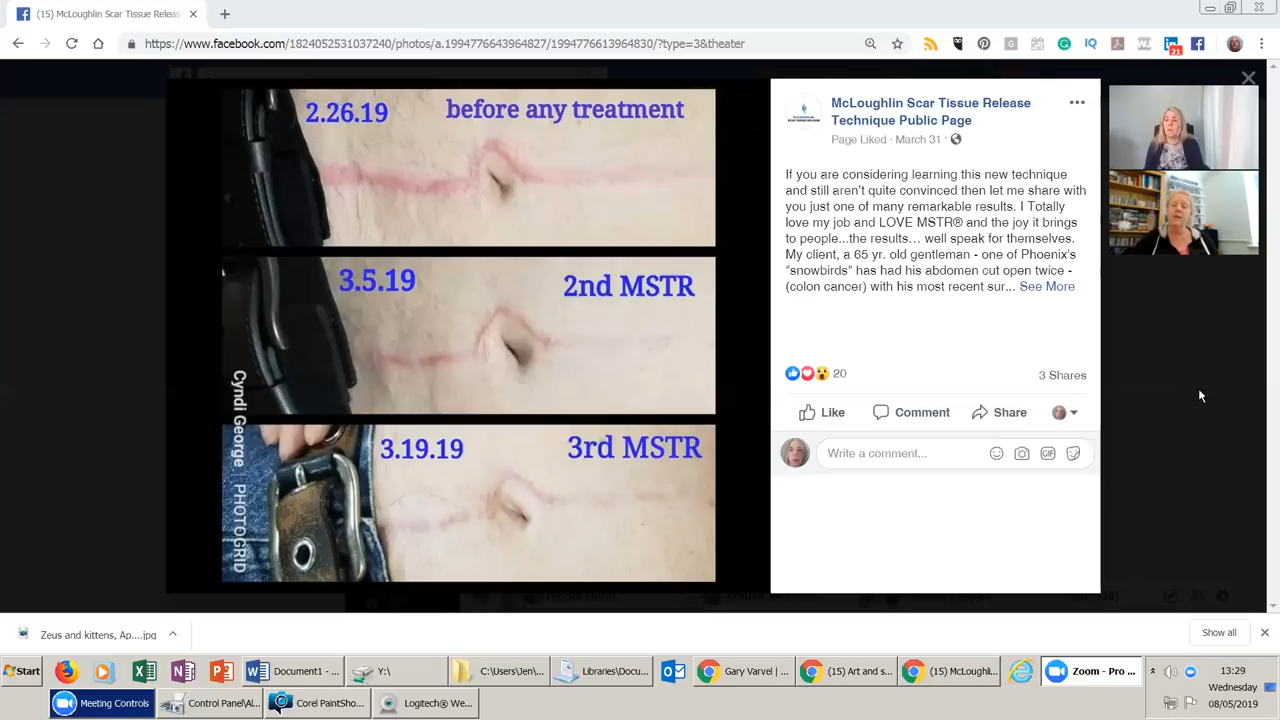 (15) McLoughlin Scar Tissue Releas
https://www.facebook.com/1824052531037240/photos/a.1994776643964827/1994776613964830/?type=3&theater
21
2.26.19 before any treatment
3.5.19 2nd MSTR
3.19.19 3rd MSTR
Cyndi George | PHOTOGRID
McLoughlin Scar Tissue Release
Technique Public Page
Page Liked · March 31 ·
If you are considering learning this new technique
and still aren't quite convinced then let me share with
you just one of many remarkable results. I Totally
love my job and LOVE MSTR® and the joy it brings
to people...the results… well speak for themselves.
My client, a 65 yr. old gentleman - one of Phoenix's
"snowbirds" has had his abdomen cut open twice -
(colon cancer) with his most recent sur... See More
20
3 Shares
Like Comment Share
Write a comment...
GIF
Zeus and kittens, Ap....jpg
Show all
Start
Document1 - ...
Y:\
C:\Users\Jen\...
Libraries\Docu...
Gary Varvel | ...
(15) Art and s...
(15) McLoughli...
Zoom - Pro ...
13:29
Wednesday
08/05/2019
Meeting Controls
Control Panel\Al...
Corel PaintSho...
Logitech® We...